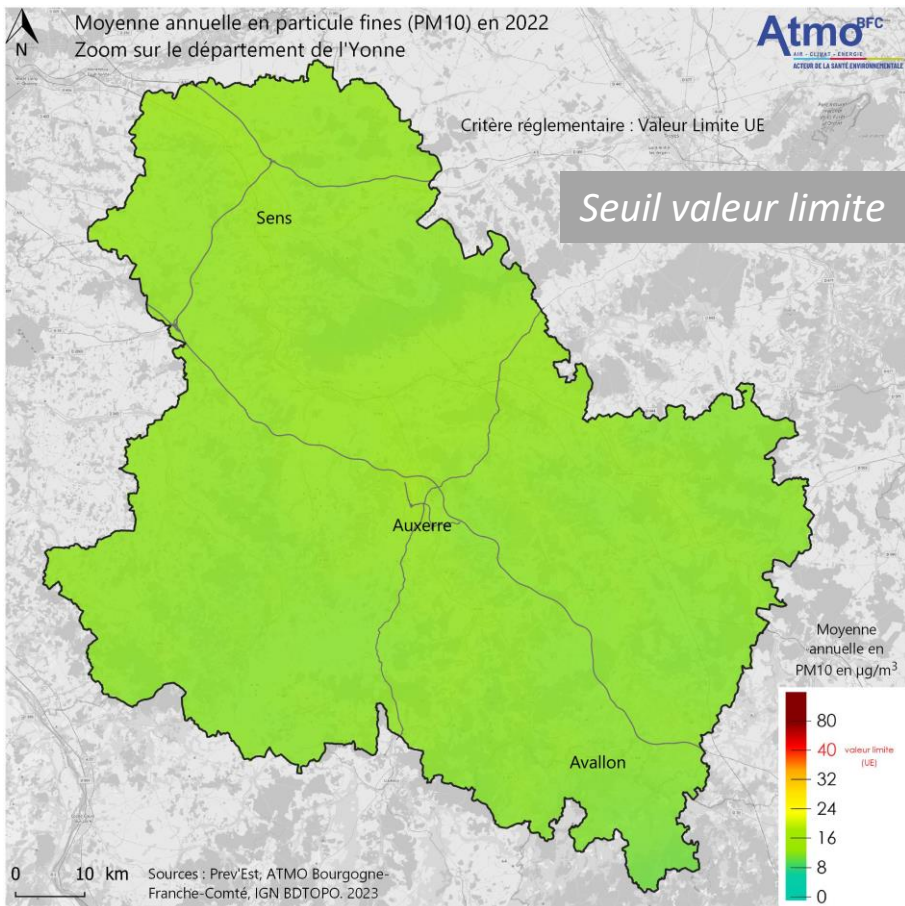 Moyenne annuelle en particule fines (PM10) en 2022
Zoom sur le département de l'Yonne
N
Atmo BFC
AIR - CLIMAT - ÉNERGIE
ACTEUR DE LA SANTÉ ENVIRONNEMENTALE
Critère réglementaire : Valeur Limite UE
Seuil valeur limite
Sens
Auxerre
Avallon
Moyenne
annuelle en
PM10 en µg/m³
80
40 valeur limite
(UE)
32
24
16
8
0
0 10 km
Sources : Prev'Est, ATMO Bourgogne-
Franche-Comté, IGN BDTOPO. 2023